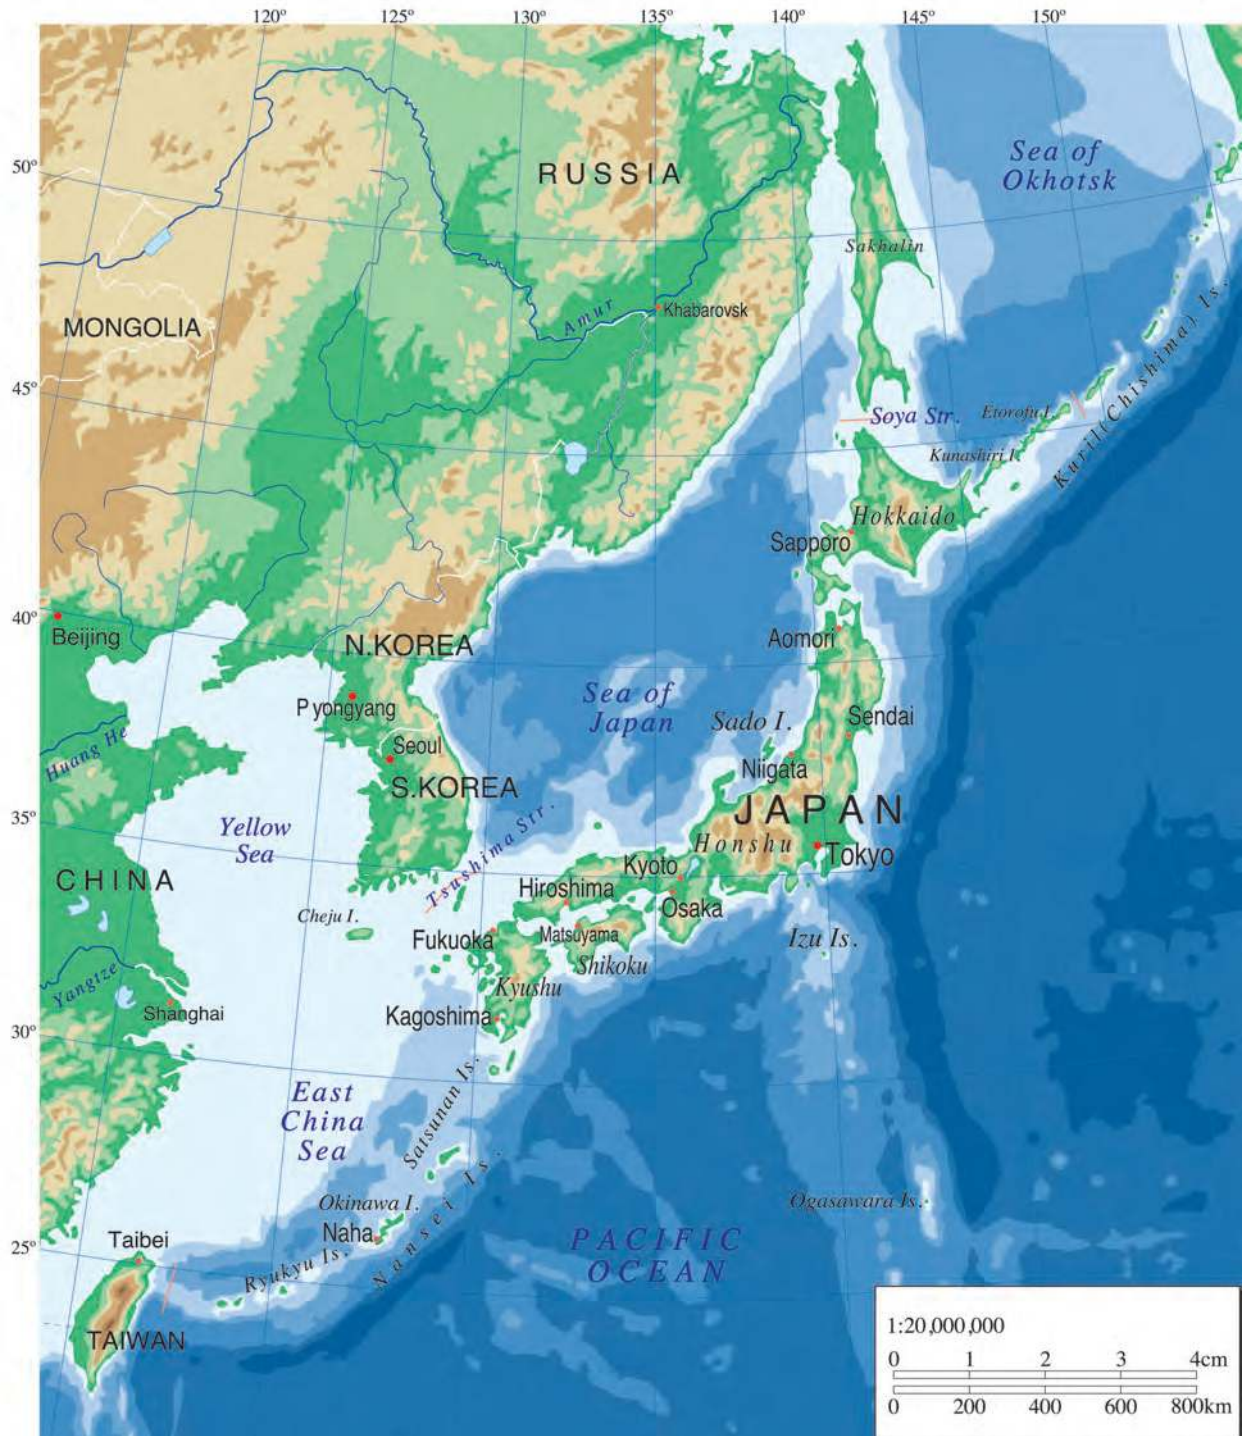 120°
125°
130°
135°
140°
145°
150°
50°
45°
40°
35°
30°
25°
RUSSIA
Sea of
Okhotsk
Sakhalin
MONGOLIA
Amur
Khabarovsk
Kuril(Chishima) Is.
Soya Str.
Etorofu I.
Kunashiri I.
Hokkaido
Sapporo
Beijing
N.KOREA
Aomori
Pyongyang
Sea of
Japan
Sado I.
Sendai
Huang He
Seoul
S.KOREA
Niigata
JAPAN
Yellow
Sea
Tsushima Str.
Honshu
Kyoto
Tokyo
CHINA
Hiroshima
Osaka
Cheju I.
Fukuoka
Matsuyama
Shikoku
Izu Is.
Yangtze
Shanghai
Kyushu
Kagoshima
East
China
Sea
Satsunan Is.
Okinawa I.
Naha
Nansei Is.
Ryukyu Is.
Ogasawara Is.
Taibei
PACIFIC
OCEAN
TAIWAN
1:20,000,000
0 1 2 3 4cm
0 200 400 600 800km